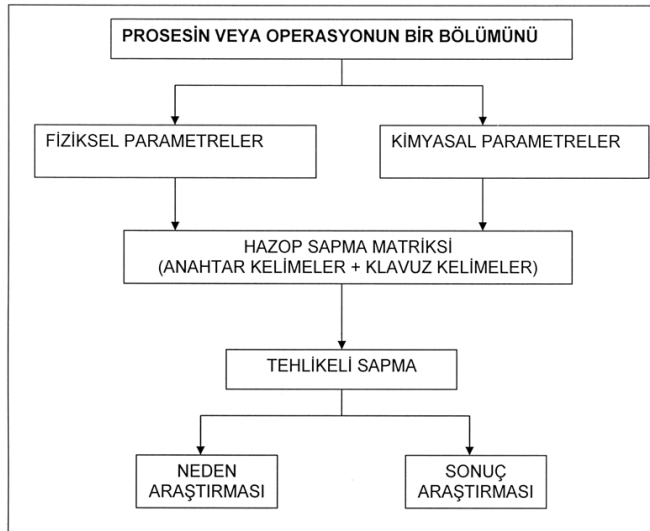 PROSESİN VEYA OPERASYONUN BİR BÖLÜMÜNÜ
FİZİKSEL PARAMETRELER
KİMYASAL PARAMETRELER
HAZOP SAPMA MATRİKSİ
(ANAHTAR KELİMELER + KLAVUZ KELİMELER)
TEHLİKELİ SAPMA
NEDEN
ARAŞTIRMASI
SONUÇ
ARAŞTIRMASI